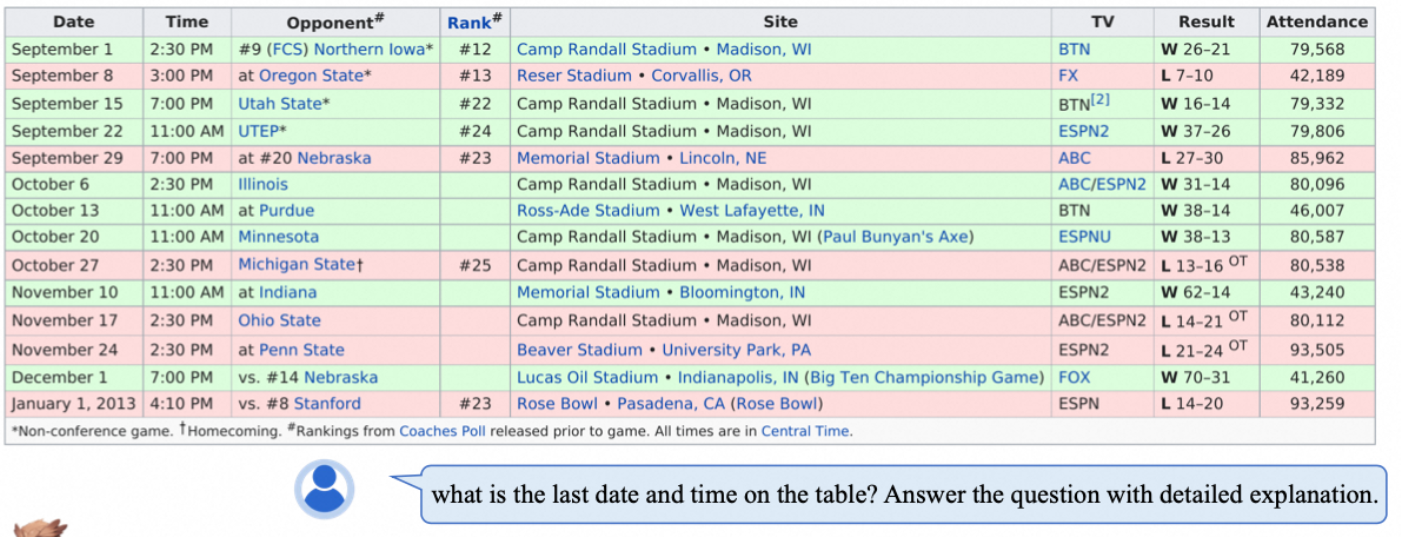 Date Time Opponent# Rank# Site TV Result Attendance
September 1 2:30 PM #9 (FCS) Northern Iowa* #12 Camp Randall Stadium • Madison, WI BTN W 26–21 79,568
September 8 3:00 PM at Oregon State* #13 Reser Stadium • Corvallis, OR FX L 7–10 42,189
September 15 7:00 PM Utah State* #22 Camp Randall Stadium • Madison, WI BTN[2] W 16–14 79,332
September 22 11:00 AM UTEP* #24 Camp Randall Stadium • Madison, WI ESPN2 W 37–26 79,806
September 29 7:00 PM at #20 Nebraska #23 Memorial Stadium • Lincoln, NE ABC L 27–30 85,962
October 6 2:30 PM Illinois Camp Randall Stadium • Madison, WI ABC/ESPN2 W 31–14 80,096
October 13 11:00 AM at Purdue Ross-Ade Stadium • West Lafayette, IN BTN W 38–14 46,007
October 20 11:00 AM Minnesota Camp Randall Stadium • Madison, WI (Paul Bunyan's Axe) ESPNU W 38–13 80,587
October 27 2:30 PM Michigan State† #25 Camp Randall Stadium • Madison, WI ABC/ESPN2 L 13–16 OT 80,538
November 10 11:00 AM at Indiana Memorial Stadium • Bloomington, IN ESPN2 W 62–14 43,240
November 17 2:30 PM Ohio State Camp Randall Stadium • Madison, WI ABC/ESPN2 L 14–21 OT 80,112
November 24 2:30 PM at Penn State Beaver Stadium • University Park, PA ESPN2 L 21–24 OT 93,505
December 1 7:00 PM vs. #14 Nebraska Lucas Oil Stadium • Indianapolis, IN (Big Ten Championship Game) FOX W 70–31 41,260
January 1, 2013 4:10 PM vs. #8 Stanford #23 Rose Bowl • Pasadena, CA (Rose Bowl) ESPN L 14–20 93,259
*Non-conference game. †Homecoming. #Rankings from Coaches Poll released prior to game. All times are in Central Time.
what is the last date and time on the table? Answer the question with detailed explanation.